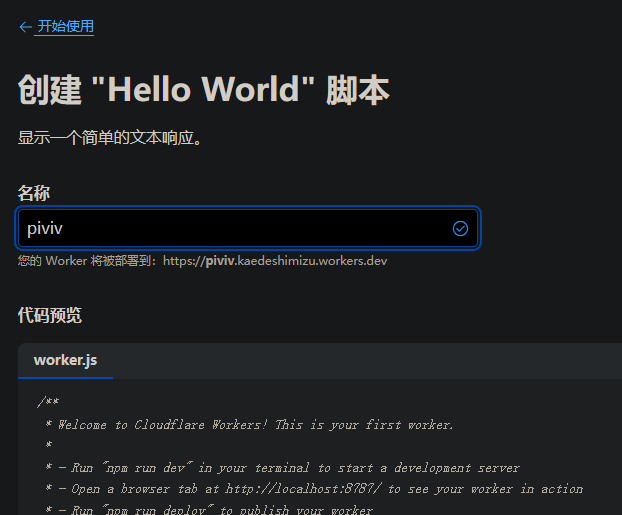 ← 开始使用
创建 "Hello World" 脚本
显示一个简单的文本响应。
名称
piviv
您的 Worker 将被部署到：https://piviv.kaedeshimizu.workers.dev
代码预览
worker.js
/**
* Welcome to Cloudflare Workers! This is your first worker.
*
* - Run "npm run dev" in your terminal to start a development server
* - Open a browser tab at http://localhost:8787/ to see your worker in action
* - Run "npm run deploy" to publish your worker